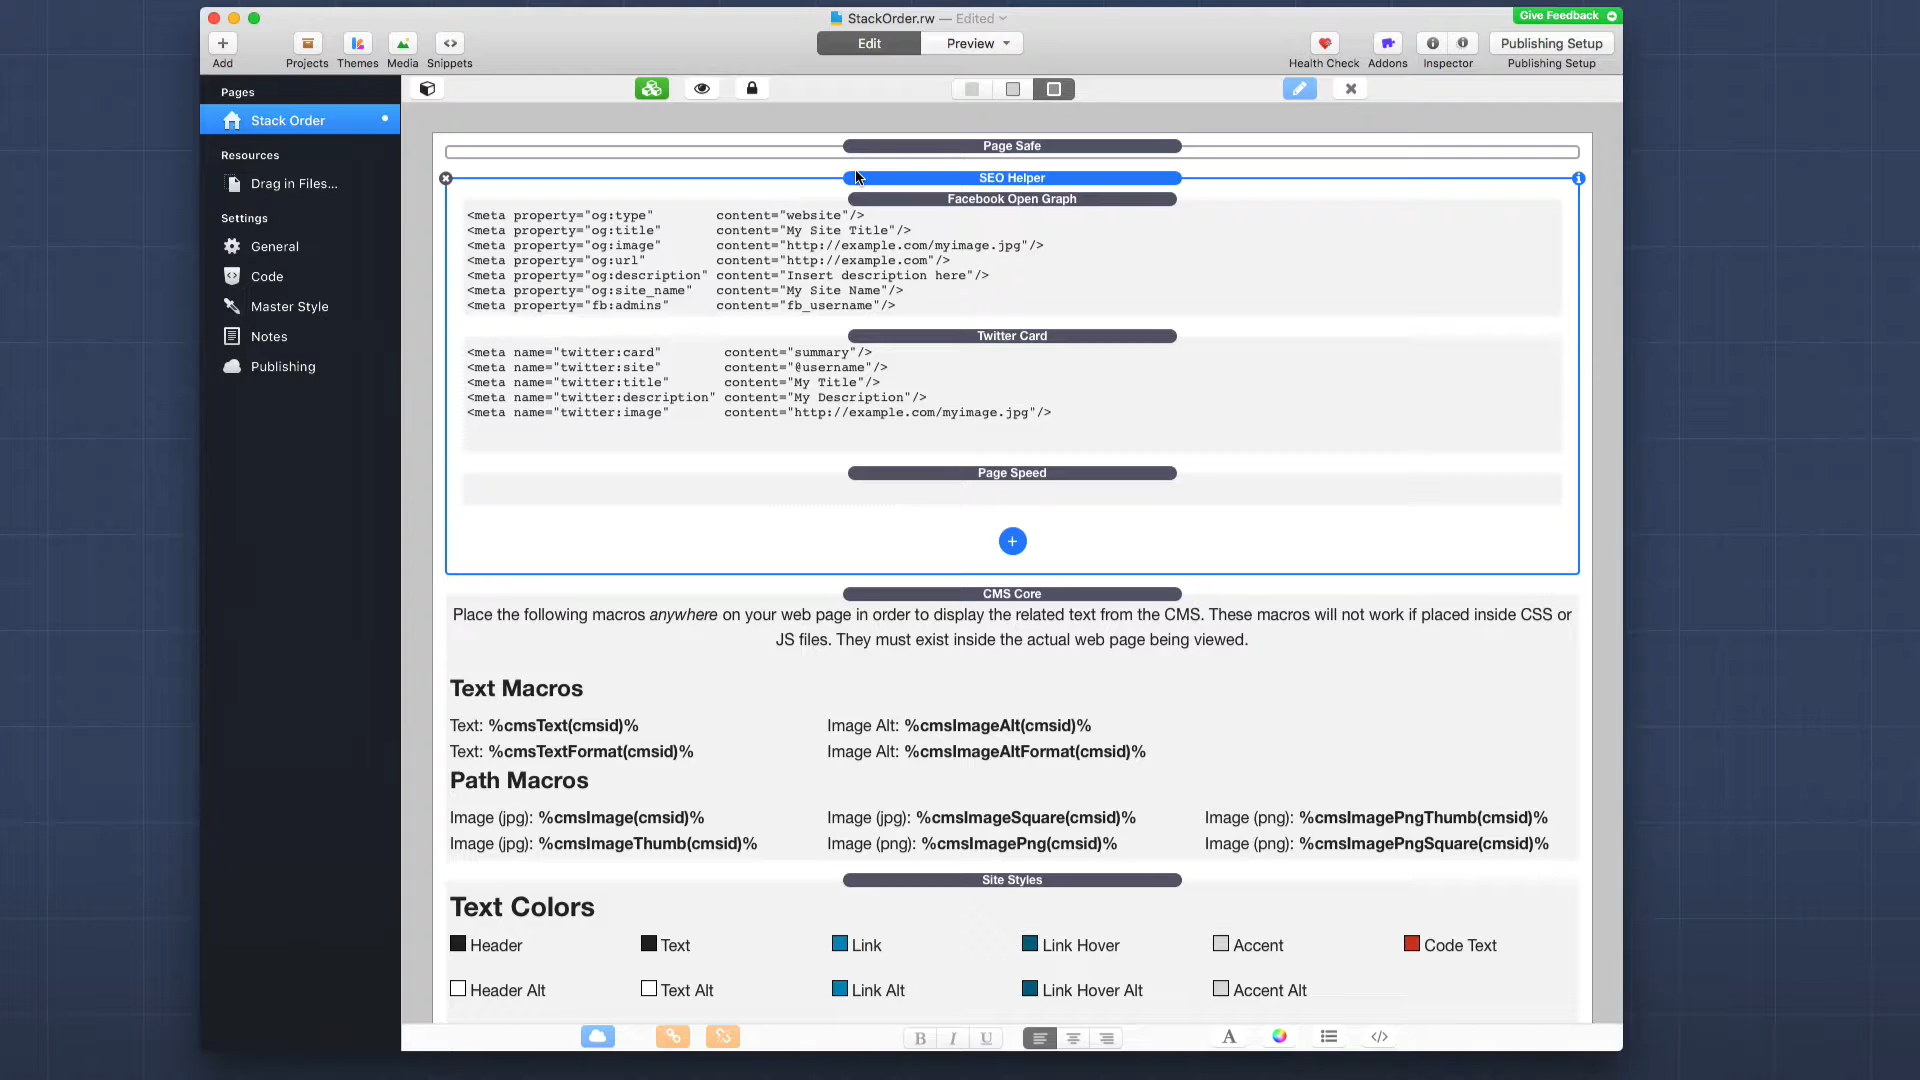 StackOrder.rw — Edited
Give Feedback
Add
Projects
Themes
Media
Snippets
Edit
Preview
Health Check
Addons
Inspector
Publishing Setup
Publishing Setup
Pages
Stack Order
Resources
Drag in Files...
Settings
General
Code
Master Style
Notes
Publishing
Page Safe
SEO Helper
Facebook Open Graph
<meta property="og:type" content="website"/>
<meta property="og:title" content="My Site Title"/>
<meta property="og:image" content="http://example.com/myimage.jpg"/>
<meta property="og:url" content="http://example.com"/>
<meta property="og:description" content="Insert description here"/>
<meta property="og:site_name" content="My Site Name"/>
<meta property="fb:admins" content="fb_username"/>
Twitter Card
<meta name="twitter:card" content="summary"/>
<meta name="twitter:site" content="@username"/>
<meta name="twitter:title" content="My Title"/>
<meta name="twitter:description" content="My Description"/>
<meta name="twitter:image" content="http://example.com/myimage.jpg"/>
Page Speed
CMS Core
Place the following macros anywhere on your web page in order to display the related text from the CMS. These macros will not work if placed inside CSS or
JS files. They must exist inside the actual web page being viewed.
Text Macros
Text: %cmsText(cmsid)% Image Alt: %cmsImageAlt(cmsid)%
Text: %cmsTextFormat(cmsid)% Image Alt: %cmsImageAltFormat(cmsid)%
Path Macros
Image (jpg): %cmsImage(cmsid)% Image (jpg): %cmsImageSquare(cmsid)% Image (png): %cmsImagePngThumb(cmsid)%
Image (jpg): %cmsImageThumb(cmsid)% Image (png): %cmsImagePng(cmsid)% Image (png): %cmsImagePngSquare(cmsid)%
Site Styles
Text Colors
Header Text Link Link Hover Accent Code Text
Header Alt Text Alt Link Alt Link Hover Alt Accent Alt
B I U A </>